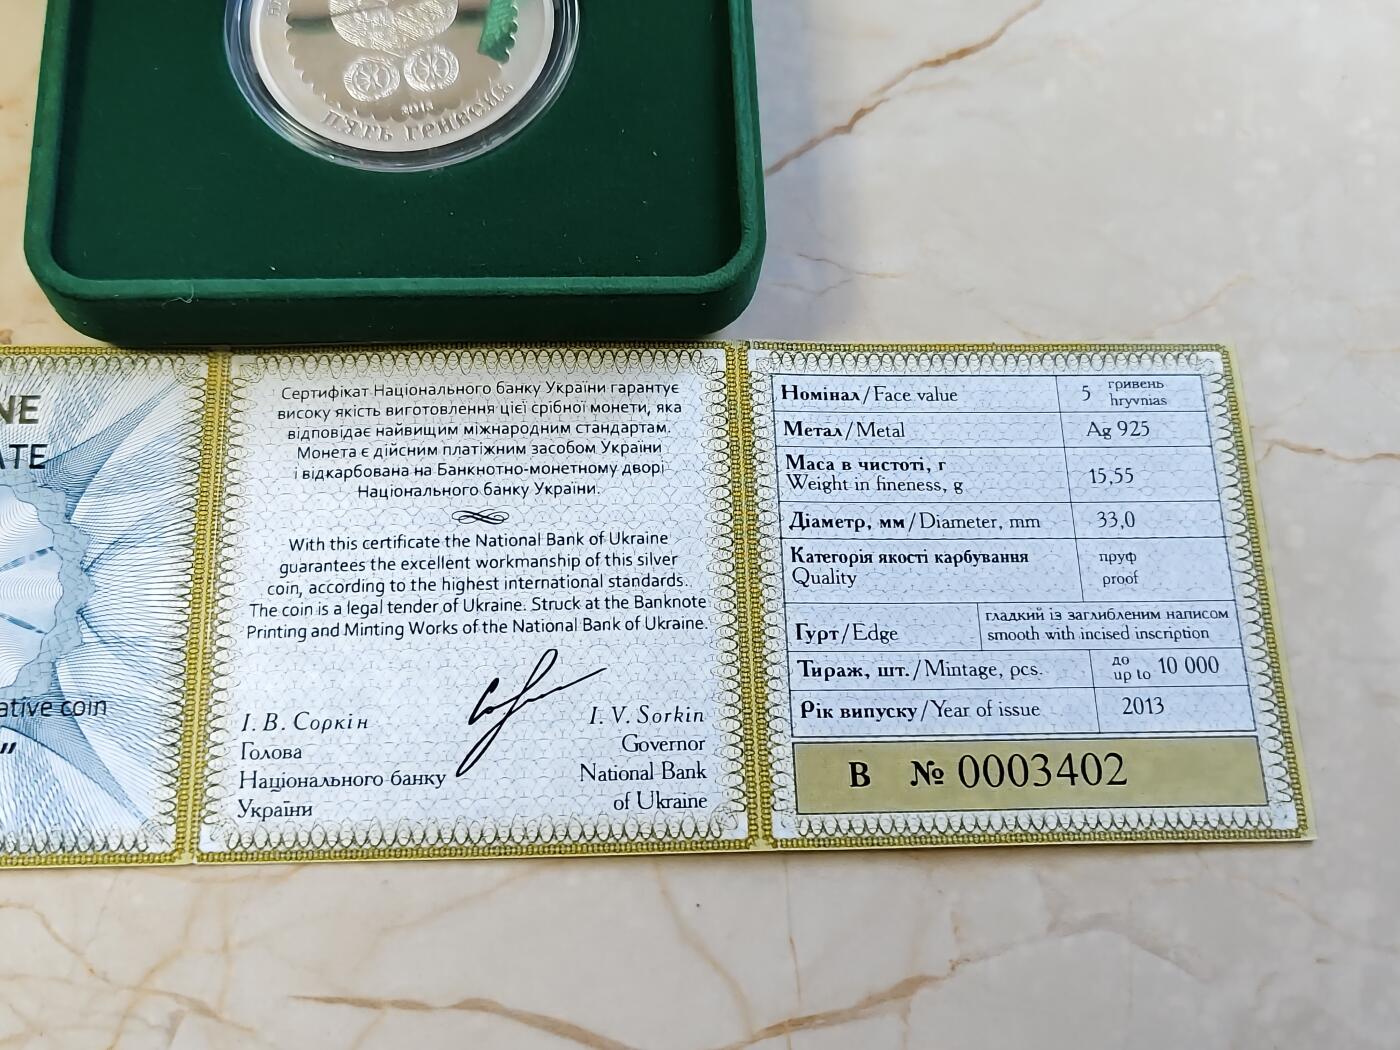 2013
ПЯТЬ ГРИВЕНЬ
NE
ATE
ative coin
”
Сертифікат Національного банку України гарантує
високу якість виготовлення цієї срібної монети, яка
відповідає найвищим міжнародним стандартам.
Монета є дійсним платіжним засобом України
і відкарбована на Банкнотно-монетному дворі
Національного банку України.
With this certificate the National Bank of Ukraine
guarantees the excellent workmanship of this silver
coin, according to the highest international standards.
The coin is a legal tender of Ukraine. Struck at the Banknote
Printing and Minting Works of the National Bank of Ukraine.
І. В. Соркін
Голова
Національного банку
України
I. V. Sorkin
Governor
National Bank
of Ukraine
Номінал/Face value 5 гривень hryvnias
Метал/Metal Ag 925
Маса в чистоті, г
Weight in fineness, g 15,55
Діаметр, мм/Diameter, mm 33,0
Категорія якості карбування пруф
Quality proof
Гурт/Edge гладкий із заглибленим написом
smooth with incised inscription
Тираж, шт./Mintage, pcs. до up to 10 000
Рік випуску/Year of issue 2013
В № 0003402